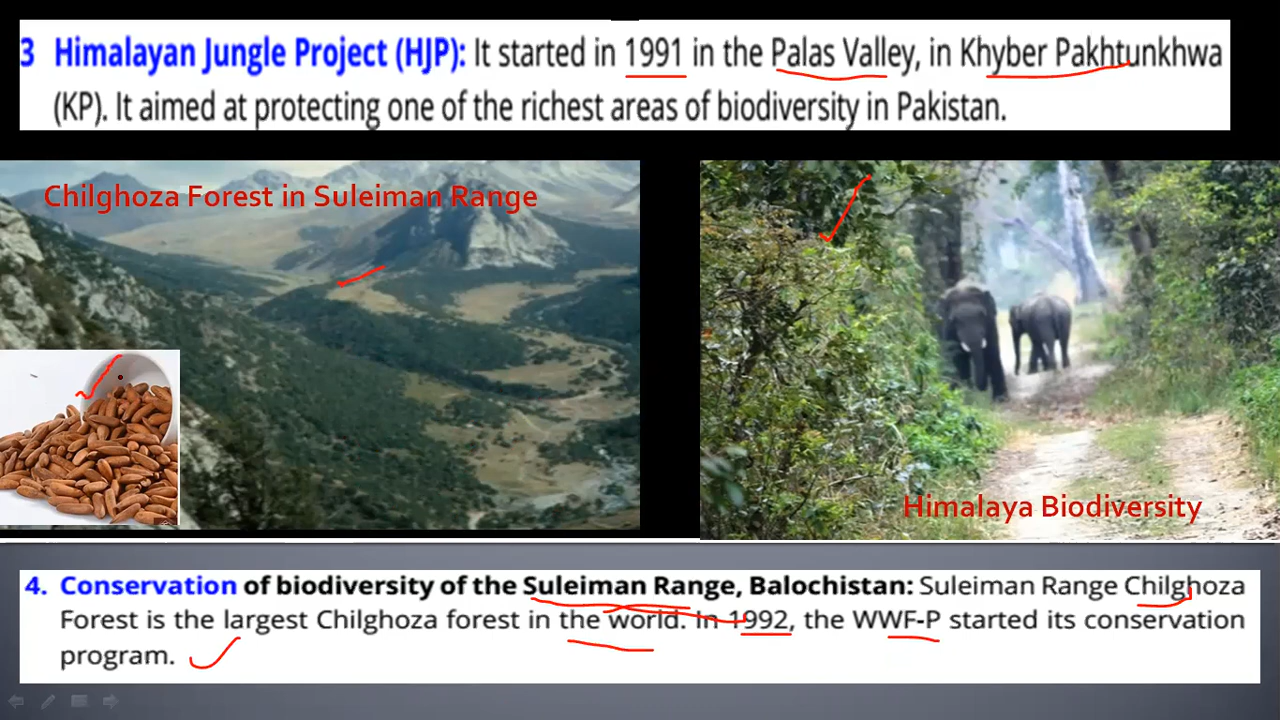 3 Himalayan Jungle Project (HJP): It started in 1991 in the Palas Valley, in Khyber Pakhtunkhwa
(KP). It aimed at protecting one of the richest areas of biodiversity in Pakistan.
Chilghoza Forest in Suleiman Range
Himalaya Biodiversity
4. Conservation of biodiversity of the Suleiman Range, Balochistan: Suleiman Range Chilghoza
Forest is the largest Chilghoza forest in the world. In 1992, the WWF-P started its conservation
program.